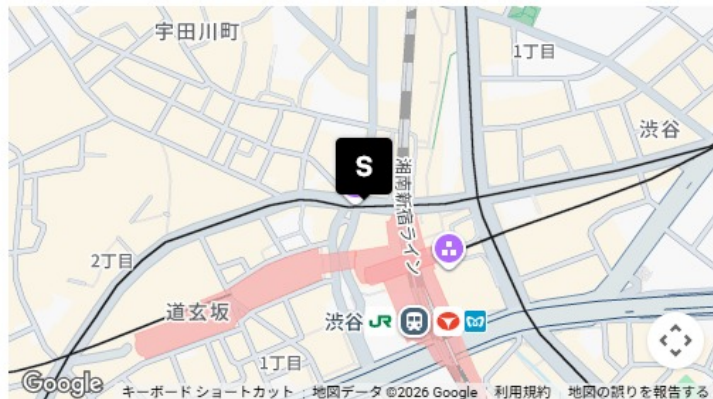 宇田川町
1丁目
渋谷
S
湘南新宿ライン
2丁目
道玄坂
渋谷 JR
1丁目
Google
キーボード ショートカット
地図データ ©2026 Google
利用規約
地図の誤りを報告する